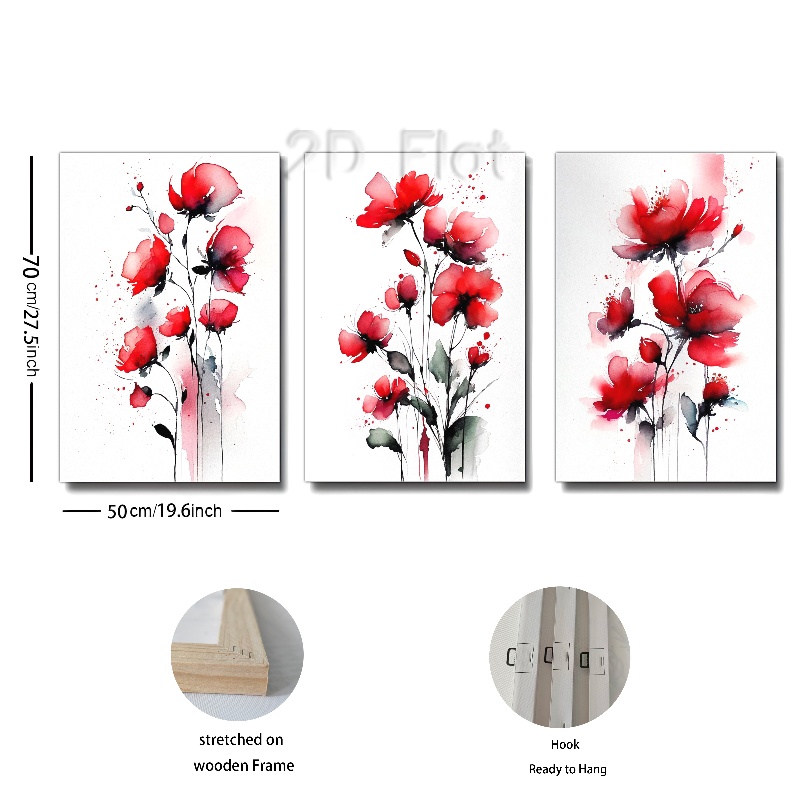 2D Flat
70cm/27.5inch
50cm/19.6inch
stretched on
wooden Frame
Hook
Ready to Hang